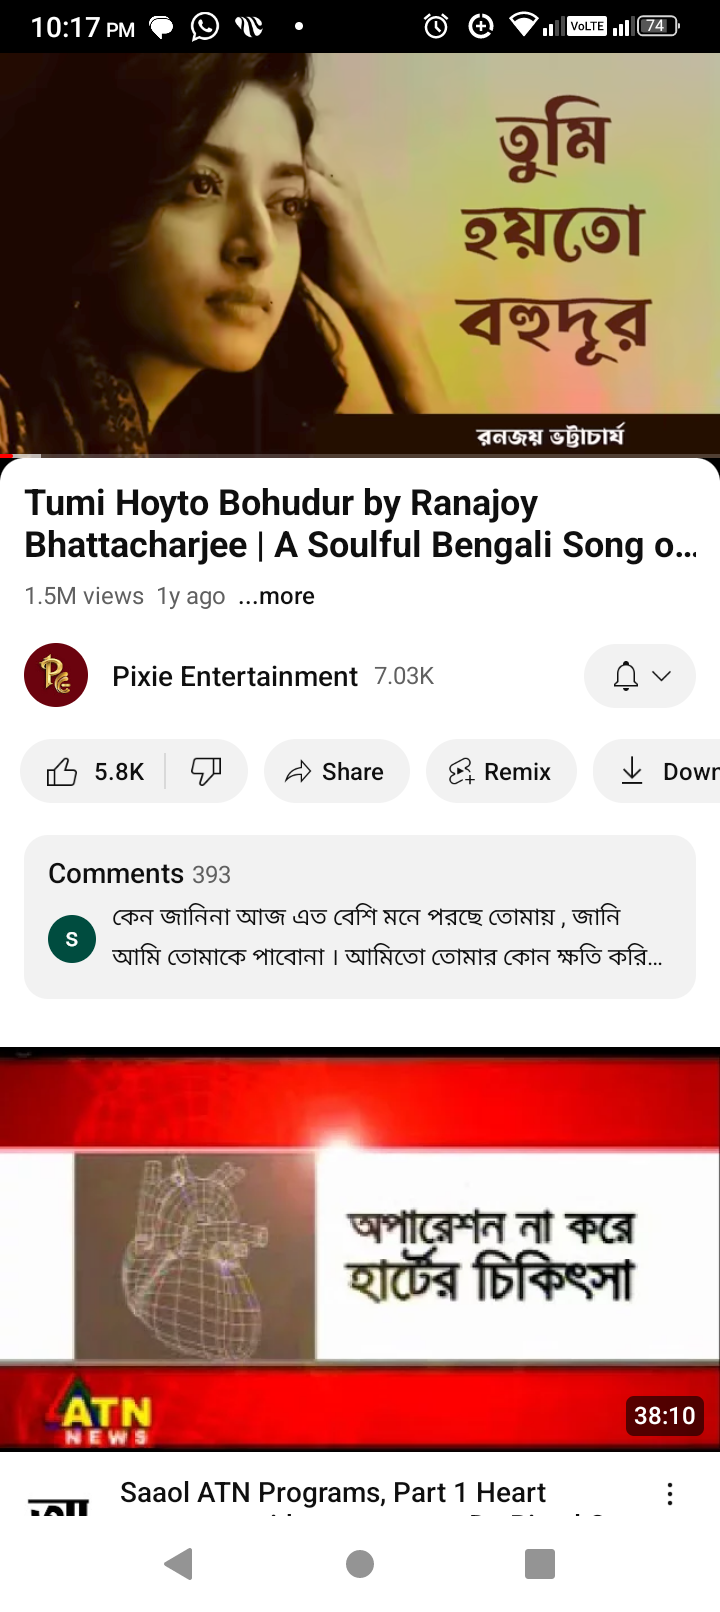 10:17 PM
VoLTE
74
তুমি
হয়তো
বহুদূর
রনজয় ভট্টাচার্য
Tumi Hoyto Bohudur by Ranajoy
Bhattacharjee | A Soulful Bengali Song o...
1.5M views 1y ago ...more
Pixie Entertainment 7.03K
5.8K
Share
Remix
Down
Comments 393
S
কেন জানিনা আজ এত বেশি মনে পরছে তোমায় , জানি
আমি তোমাকে পাবোনা । আমিতো তোমার কোন ক্ষতি করি...
অপারেশন না করে
হার্টের চিকিৎসা
ATN
NEWS
38:10
Saaol ATN Programs, Part 1 Heart